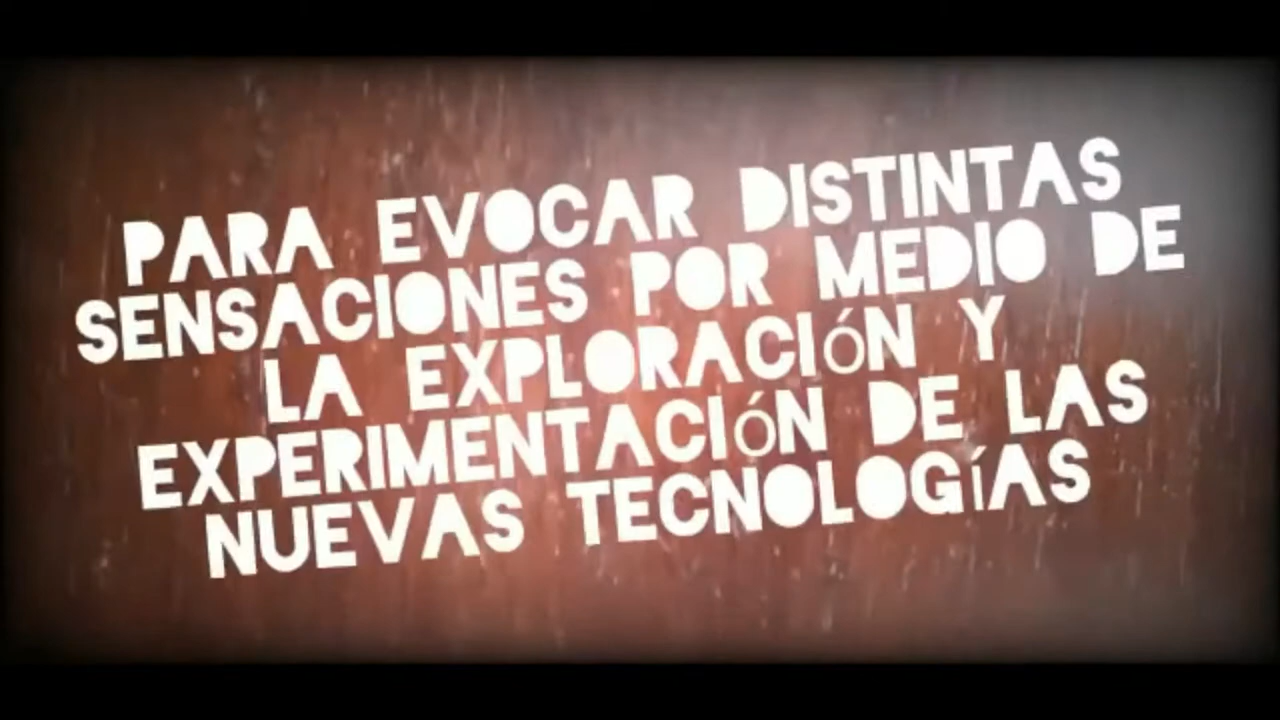 PARA EVOCAR DISTINTAS
SENSACIONES POR MEDIO DE
LA EXPLORACIÓN Y
EXPERIMENTACIÓN DE LAS
NUEVAS TECNOLOGÍAS